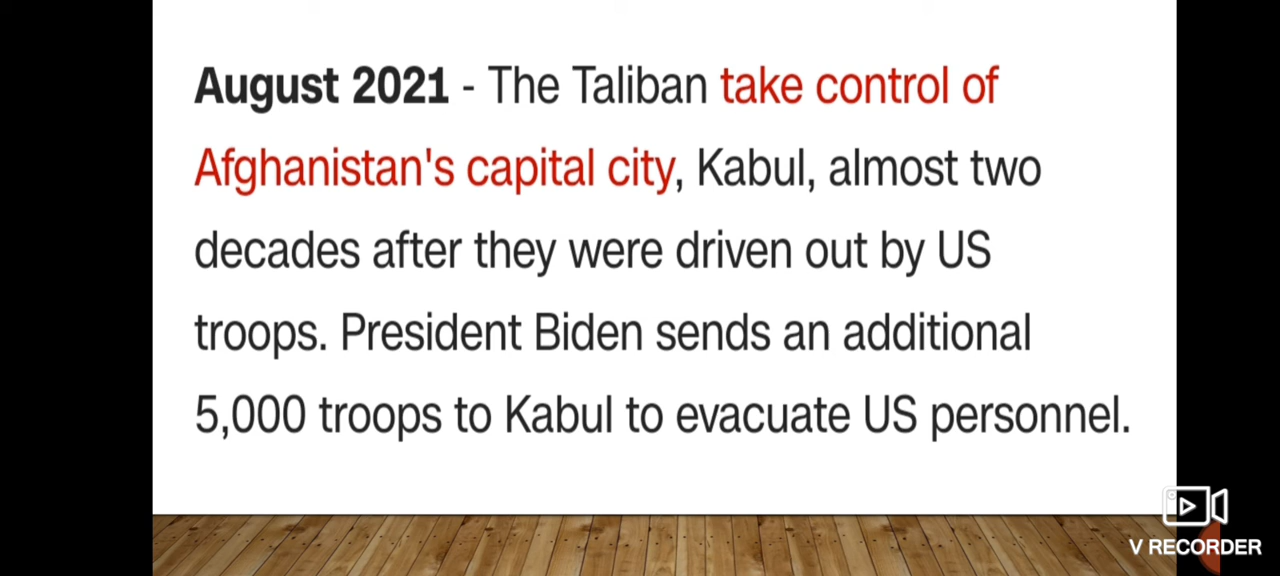 August 2021 - The Taliban take control of
Afghanistan's capital city, Kabul, almost two
decades after they were driven out by US
troops. President Biden sends an additional
5,000 troops to Kabul to evacuate US personnel.
V RECORDER